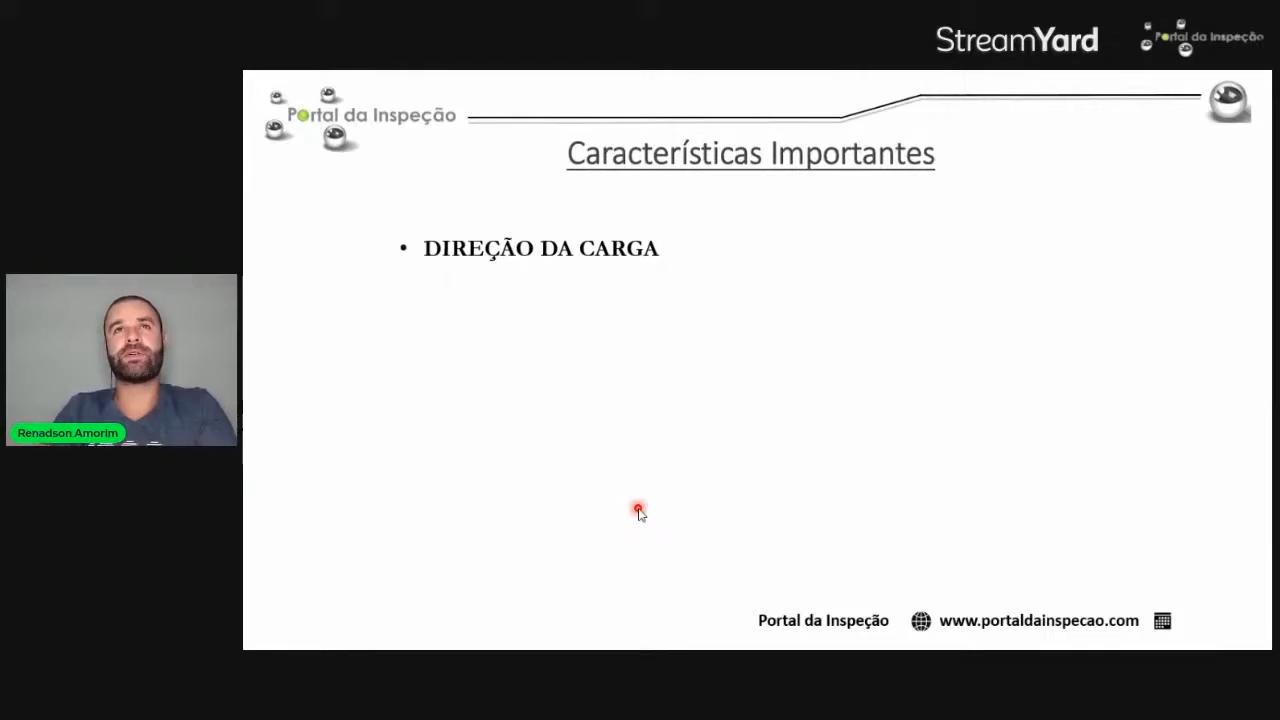 StreamYard
Portal da Inspeção
Portal da Inspeção
Características Importantes
• DIREÇÃO DA CARGA
Renadson Amorim
Portal da Inspeção
www.portaldainspecao.com